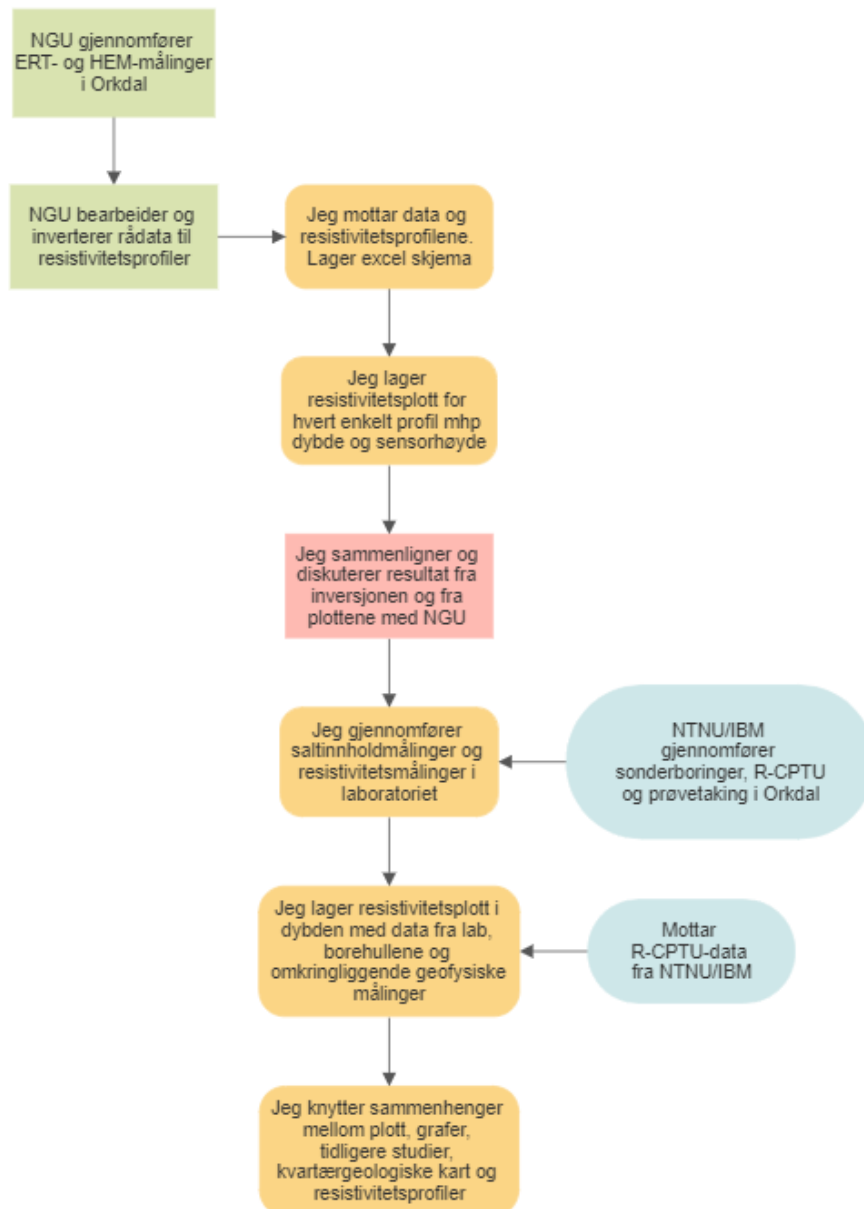 NGU gjennomfører
ERT- og HEM-målinger
i Orkdal
NGU bearbeider og
inverterer rådata til
resistivitetsprofiler
Jeg mottar data og
resistivitetsprofilene.
Lager excel skjema
Jeg lager
resistivitetsplott for
hvert enkelt profil mhp
dybde og sensorhøyde
Jeg sammenligner og
diskuterer resultat fra
inversjonen og fra
plottene med NGU
Jeg gjennomfører
saltinnholdmålinger og
resistivitetsmålinger i
laboratoriet
NTNU/IBM
gjennomfører
sonderboringer, R-CPTU
og prøvetaking i Orkdal
Jeg lager resistivitetsplott i
dybden med data fra lab,
borehullene og
omkringliggende geofysiske
målinger
Mottar
R-CPTU-data
fra NTNU/IBM
Jeg knytter sammenhenger
mellom plott, grafer,
tidligere studier,
kvartærgeologiske kart og
resistivitetsprofiler